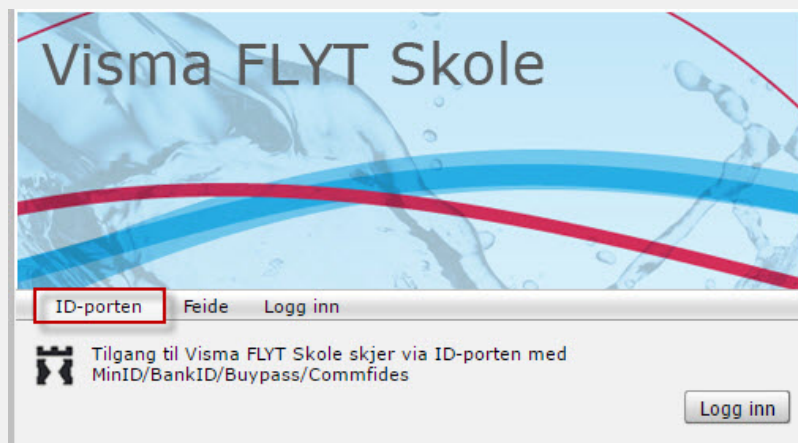 Visma FLYT Skole
ID-porten Feide Logg inn
Tilgang til Visma FLYT Skole skjer via ID-porten med
MinID/BankID/Buypass/Commfides
Logg inn